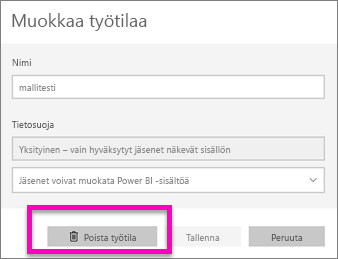 Muokkaa työtilaa
Nimi
mallitesti
Tietosuoja
Yksityinen – vain hyväksytyt jäsenet näkevät sisällön
Jäsenet voivat muokata Power BI -sisältöä
Poista työtila
Tallenna
Peruuta